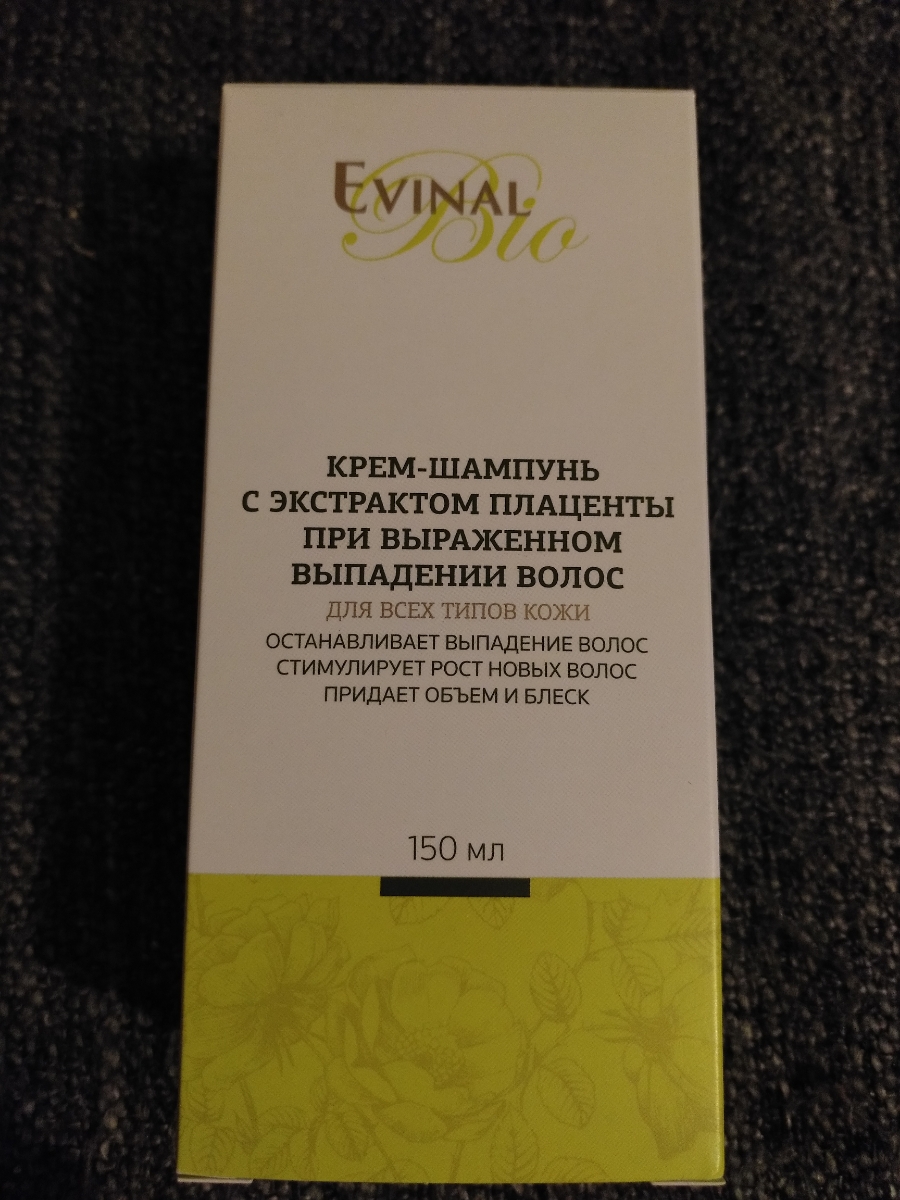 EVINAL
Bio
КРЕМ-ШАМПУНЬ
С ЭКСТРАКТОМ ПЛАЦЕНТЫ
ПРИ ВЫРАЖЕННОМ
ВЫПАДЕНИИ ВОЛОС
ДЛЯ ВСЕХ ТИПОВ КОЖИ
ОСТАНАВЛИВАЕТ ВЫПАДЕНИЕ ВОЛОС
СТИМУЛИРУЕТ РОСТ НОВЫХ ВОЛОС
ПРИДАЕТ ОБЪЕМ И БЛЕСК
150 мл